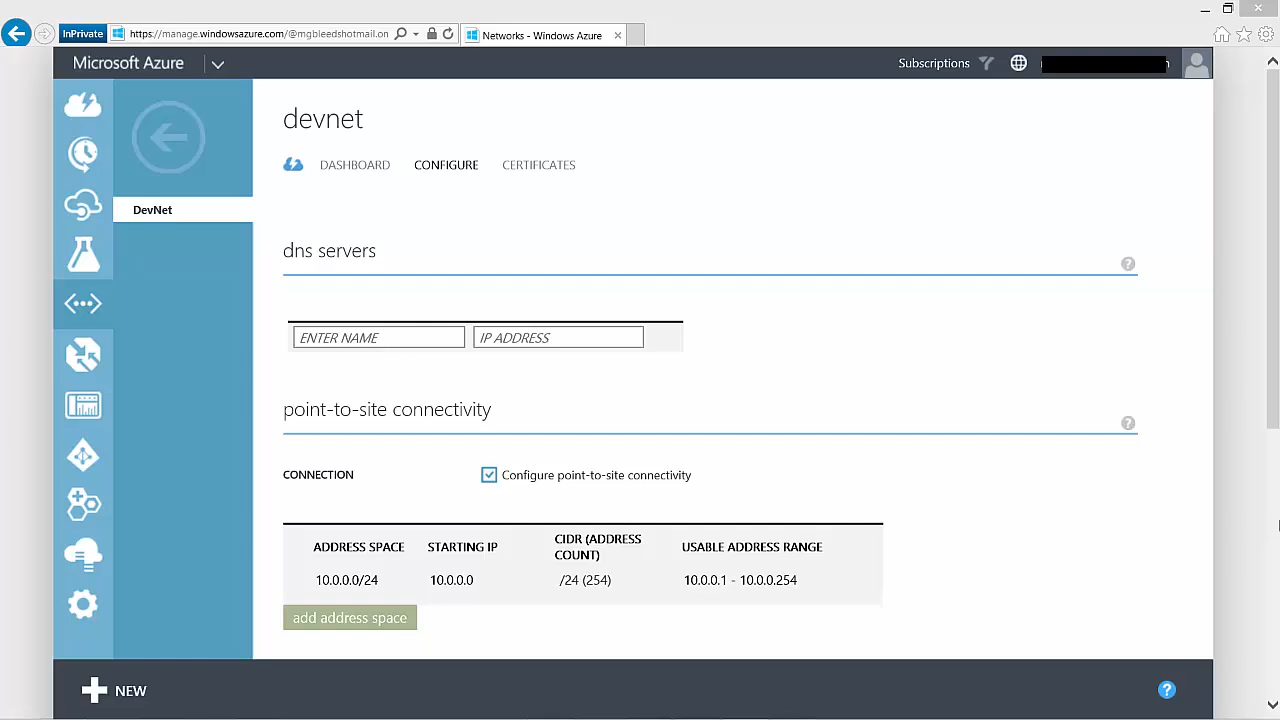 InPrivate https://manage.windowsazure.com/@mgbleedshotmail.on Networks - Windows Azure
Microsoft Azure Subscriptions
devnet
DASHBOARD CONFIGURE CERTIFICATES
DevNet
dns servers
ENTER NAME IP ADDRESS
point-to-site connectivity
CONNECTION Configure point-to-site connectivity
ADDRESS SPACE STARTING IP CIDR (ADDRESS COUNT) USABLE ADDRESS RANGE
10.0.0.0/24 10.0.0.0 /24 (254) 10.0.0.1 - 10.0.0.254
add address space
NEW